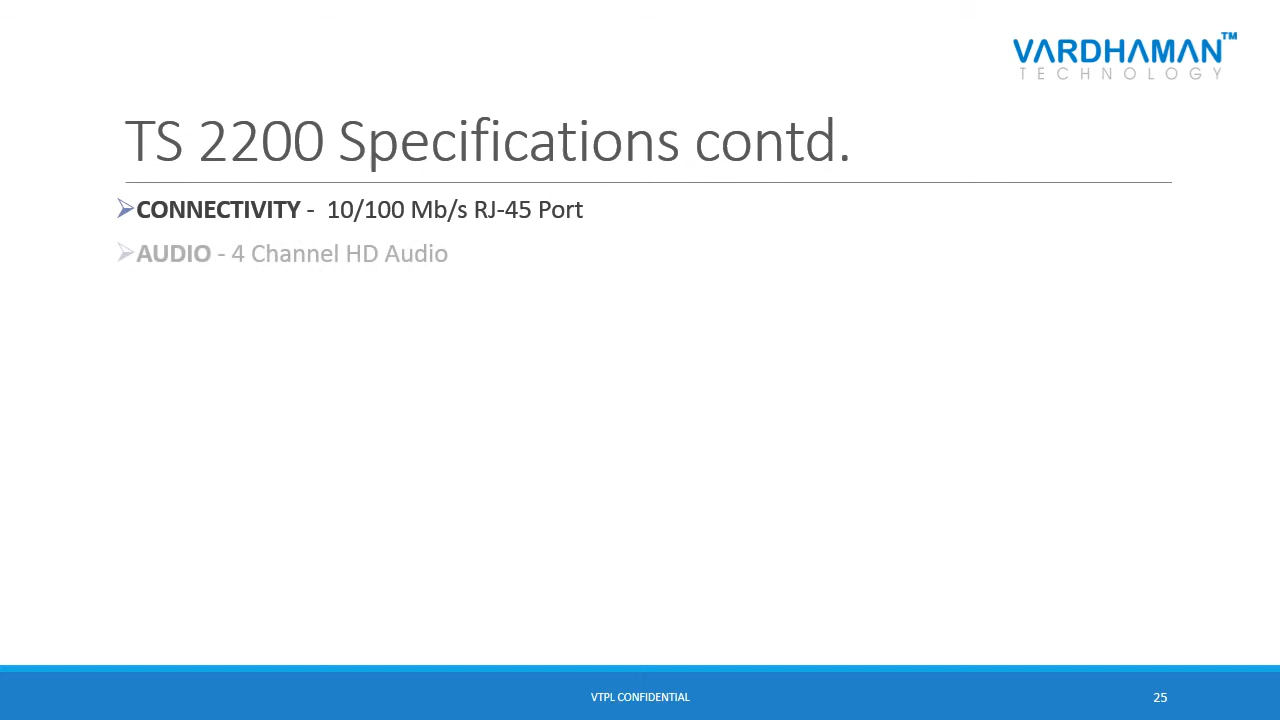 VARDHAMAN™
TECHNOLOGY
TS 2200 Specifications contd.
CONNECTIVITY - 10/100 Mb/s RJ-45 Port
AUDIO - 4 Channel HD Audio
VTPL CONFIDENTIAL
25